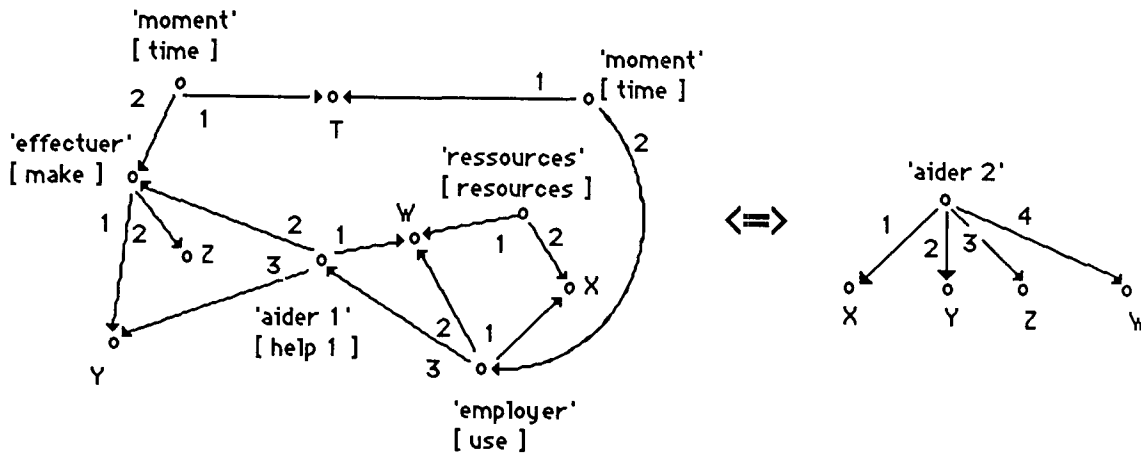 'moment'
[ time ]
'moment'
[ time ]
1
2
1
T
2
'effectuer'
[ make ]
'ressources'
[ resources ]
'aider 2'
1
2
Z
2
1
W
1
2
3
X
'aider 1'
[ help 1 ]
2
1
3
Y
'employer'
[ use ]
<==>
1
2
3
4
X
Y
Z
W